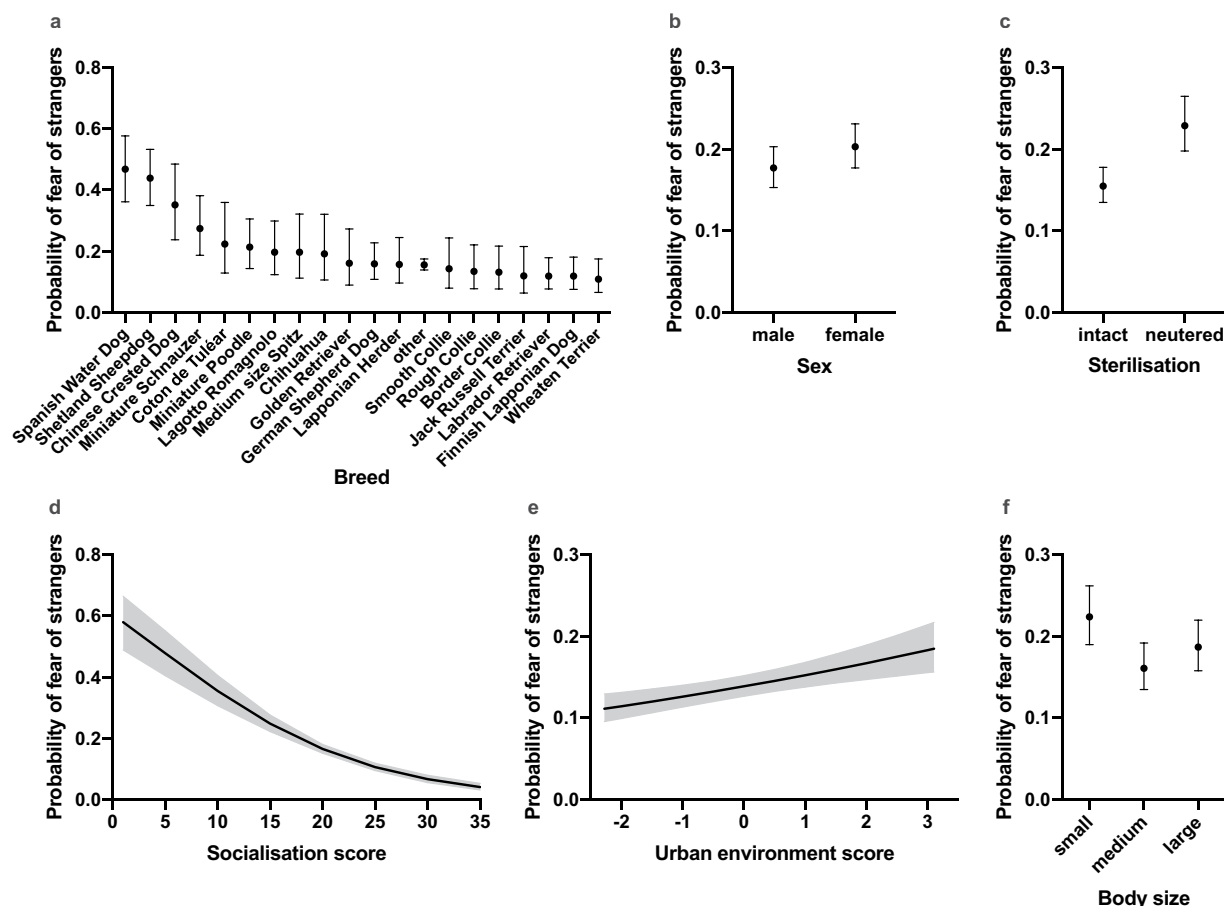 a
Probability of fear of strangers
0.8
0.6
0.4
0.2
0.0
Spanish Water Dog
Shetland Sheepdog
Chinese Crested Dog
Miniature Schnauzer
Coton de Tuléar
Miniature Poodle
Lagotto Romagnolo
Medium size Spitz
Chihuahua
Golden Retriever
German Shepherd Dog
Lapponian Herder
other
Smooth Collie
Rough Collie
Border Collie
Jack Russell Terrier
Labrador Retriever
Finnish Lapponian Dog
Wheaten Terrier
Breed
b
Probability of fear of strangers
0.3
0.2
0.1
0.0
male female
Sex
c
Probability of fear of strangers
0.3
0.2
0.1
0.0
intact neutered
Sterilisation
d
Probability of fear of strangers
0.8
0.6
0.4
0.2
0.0
0 5 10 15 20 25 30 35
Socialisation score
e
Probability of fear of strangers
0.3
0.2
0.1
0.0
-2 -1 0 1 2 3
Urban environment score
f
Probability of fear of strangers
0.3
0.2
0.1
0.0
small
medium
large
Body size